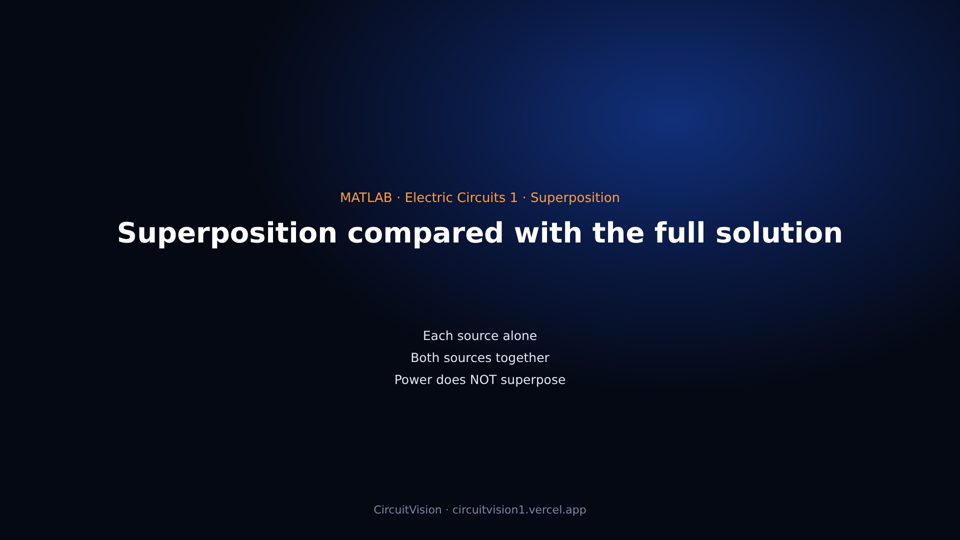 MATLAB · Electric Circuits 1 · Superposition
Superposition compared with the full solution
Each source alone
Both sources together
Power does NOT superpose
CircuitVision · circuitvision1.vercel.app